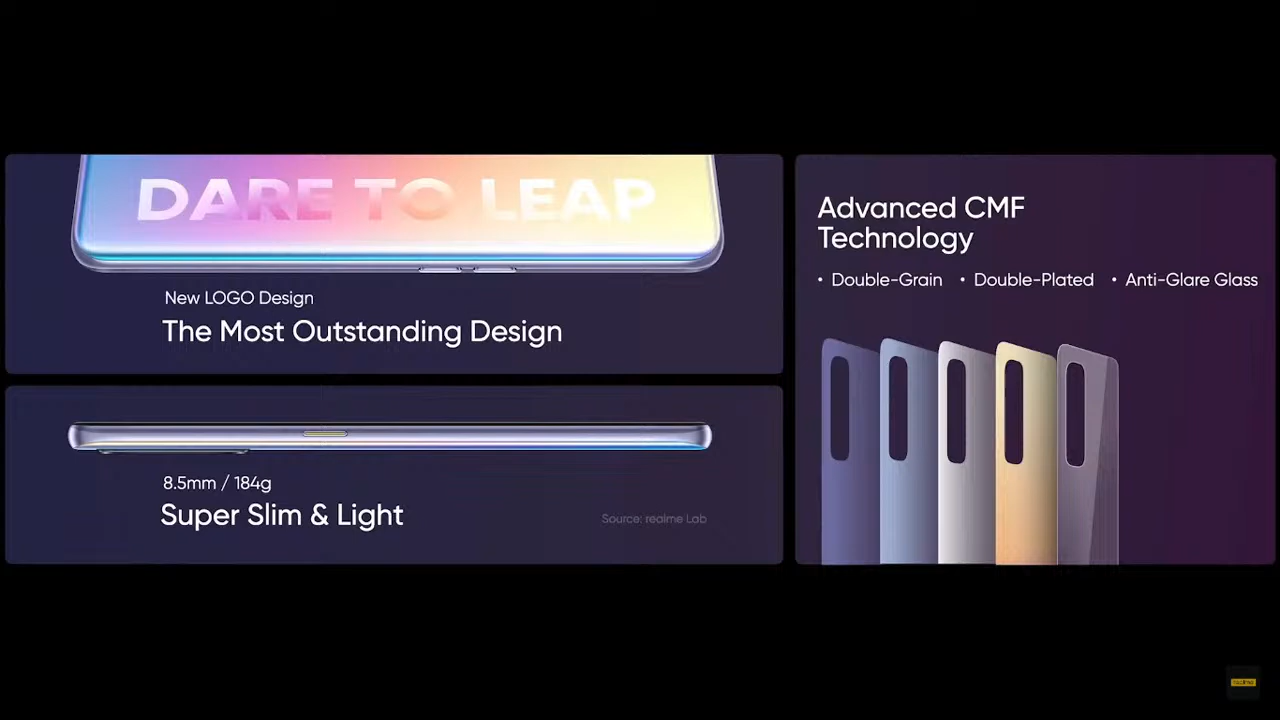 DARE TO LEAP
New LOGO Design
The Most Outstanding Design
8.5mm / 184g
Super Slim & Light
Source: realme Lab
Advanced CMF
Technology
• Double-Grain • Double-Plated • Anti-Glare Glass
realme